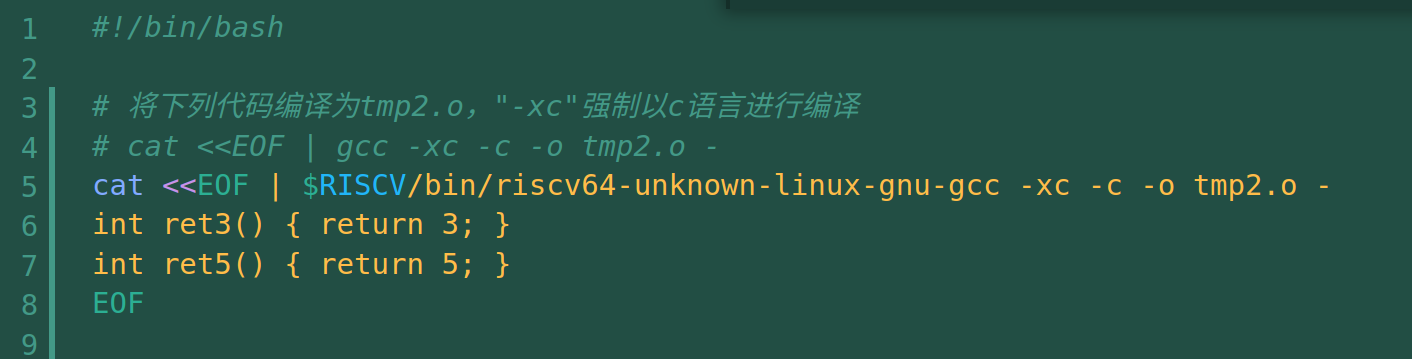 1 #!/bin/bash
2
3 # 将下列代码编译为tmp2.o，"-xc"强制以c语言进行编译
4 # cat <<EOF | gcc -xc -c -o tmp2.o -
5 cat <<EOF | $RISCV/bin/riscv64-unknown-linux-gnu-gcc -xc -c -o tmp2.o -
6 int ret3() { return 3; }
7 int ret5() { return 5; }
8 EOF
9